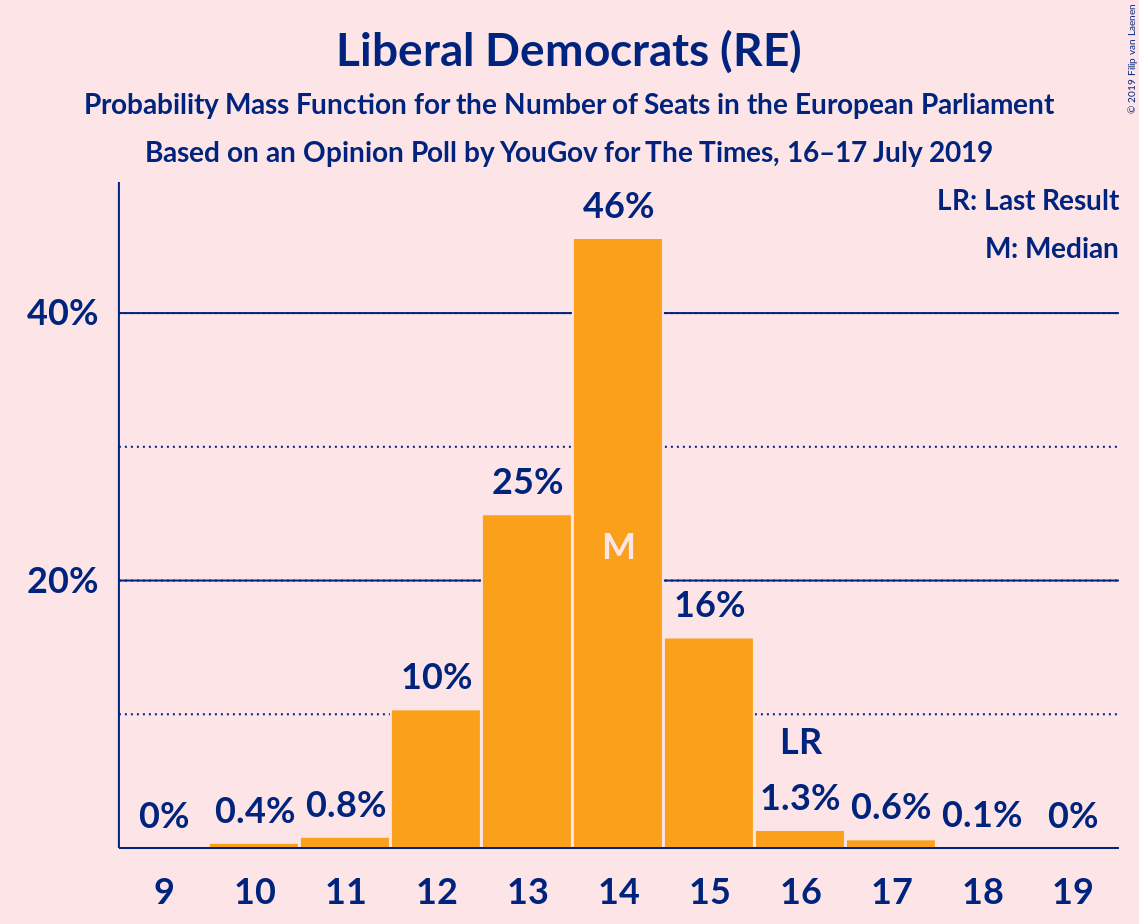 Liberal Democrats (RE)
Probability Mass Function for the Number of Seats in the European Parliament
Based on an Opinion Poll by YouGov for The Times, 16–17 July 2019
© 2019 Filip van Laenen
LR: Last Result
M: Median
46%
40%
25%
M
20%
16%
10%
LR
0%
0.4%
0.8%
1.3%
0.6%
0.1%
0%
9 10 11 12 13 14 15 16 17 18 19